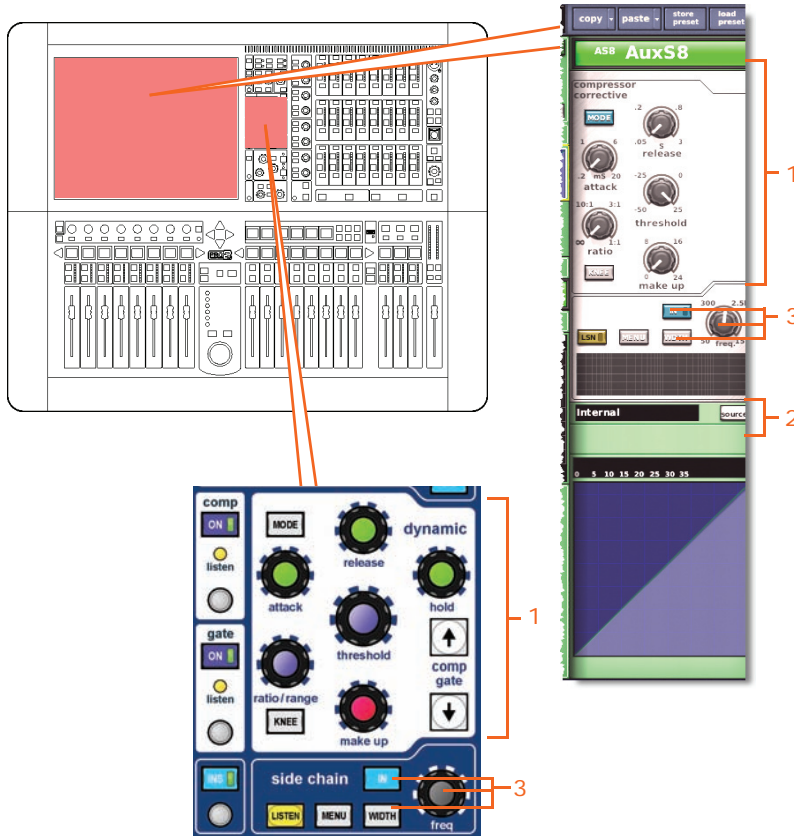 copy paste store preset load preset
AS8 AuxS8
compressor
corrective
MODE
.2 .8
.05 S 3
release
1 6
.2 mS 20
attack
-25 0
-50 25
threshold
10:1 3:1
∞ 1:1
ratio
8 16
0 24
make up
KNEE
1
300 2.5
50 15
freq.
3
LSN MENU
Internal source
2
0 5 10 15 20 25 30 35
comp
ON
listen
gate
ON
listen
INS
MODE
release
dynamic
attack
hold
threshold
comp
gate
ratio/range
KNEE
make up
1
side chain IN
LISTEN MENU WIDTH
freq
3